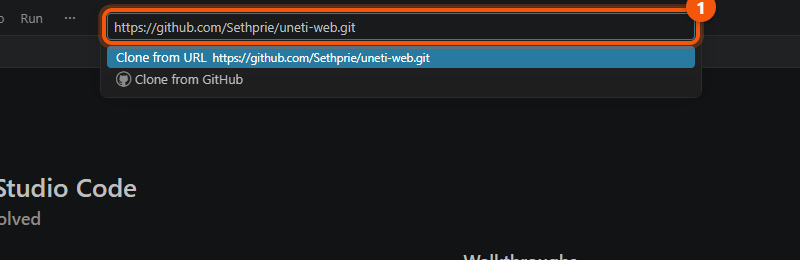 Run ···
1
https://github.com/Sethprie/uneti-web.git
Clone from URL https://github.com/Sethprie/uneti-web.git
Clone from GitHub
Studio Code
olved